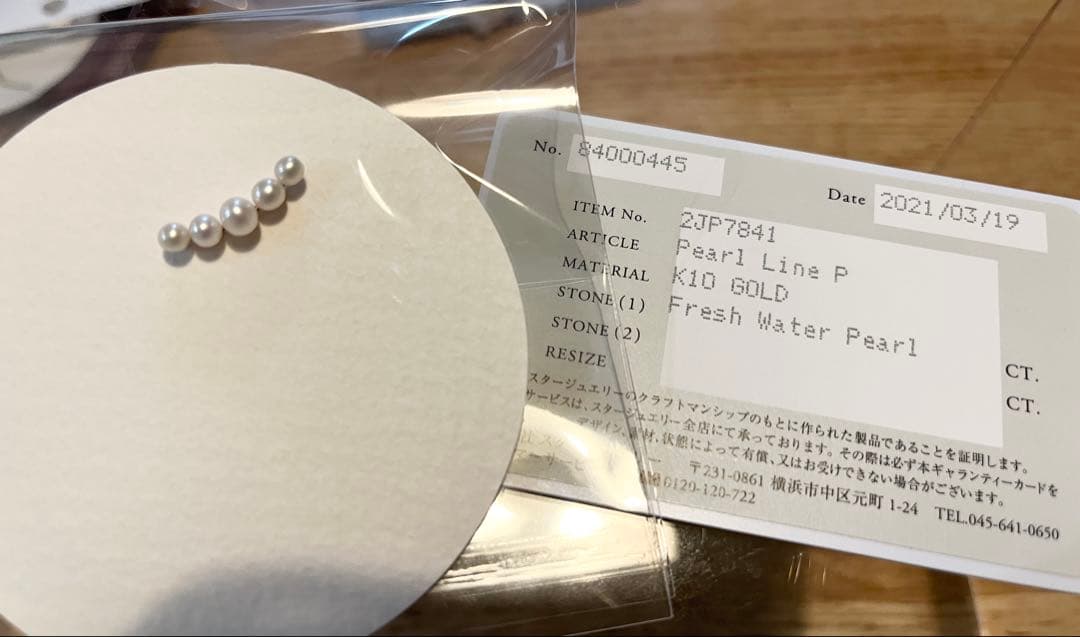 No. 84000445
Date 2021/03/19
ITEM No. 2JP7841
ARTICLE Pearl Line P
MATERIAL K10 GOLD
STONE (1) Fresh Water Pearl CT.
STONE (2) CT.
RESIZE
スタージュエリーのクラフトマンシップのもとに作られた製品であることを証明します。
サービスは、スタージュエリー全店にて承っております。その際は必ず本ギャランティーカードを
デザイン、素材、状態によって有償、又はお受けできない場合がございます。
〒231-0861 横浜市中区元町 1-24 TEL.045-641-0650
0120-120-722